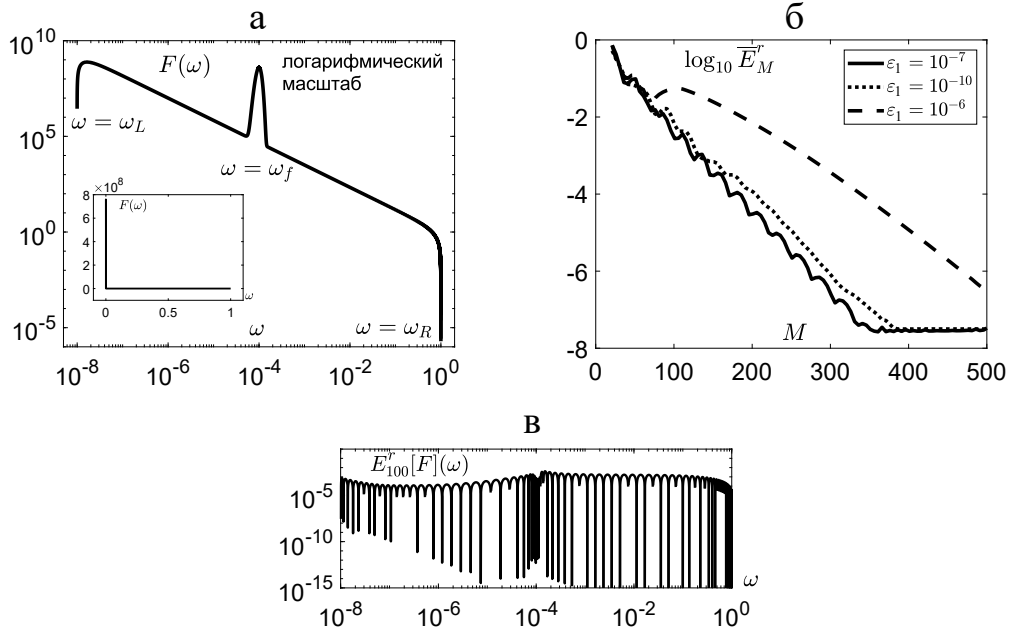 а
10^10
10^5
10^0
10^-5
F(ω)
логарифмический
масштаб
ω = ω_L
ω = ω_f
ω = ω_R
ω
10^-8 10^-6 10^-4 10^-2 10^0
×10^8
8
6
4
2
0
F(ω)
ω
0 0.5 1
б
0
-2
-4
-6
-8
log_10 E̅^r_M
ε_1 = 10^-7
ε_1 = 10^-10
ε_1 = 10^-6
M
0 100 200 300 400 500
в
E^r_100[F](ω)
10^-5
10^-10
10^-15
ω
10^-8 10^-6 10^-4 10^-2 10^0